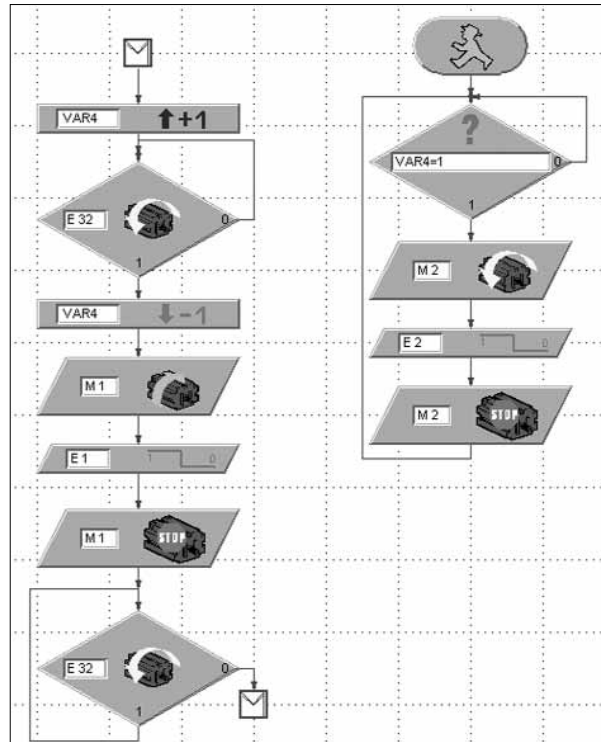 VAR4 +1
E 32
0
1
VAR4 -1
M 1
E 1 1 0
M 1 STOP
E 32
0
1
?
VAR4=1
0
1
M 2
E 2 1 0
M 2 STOP